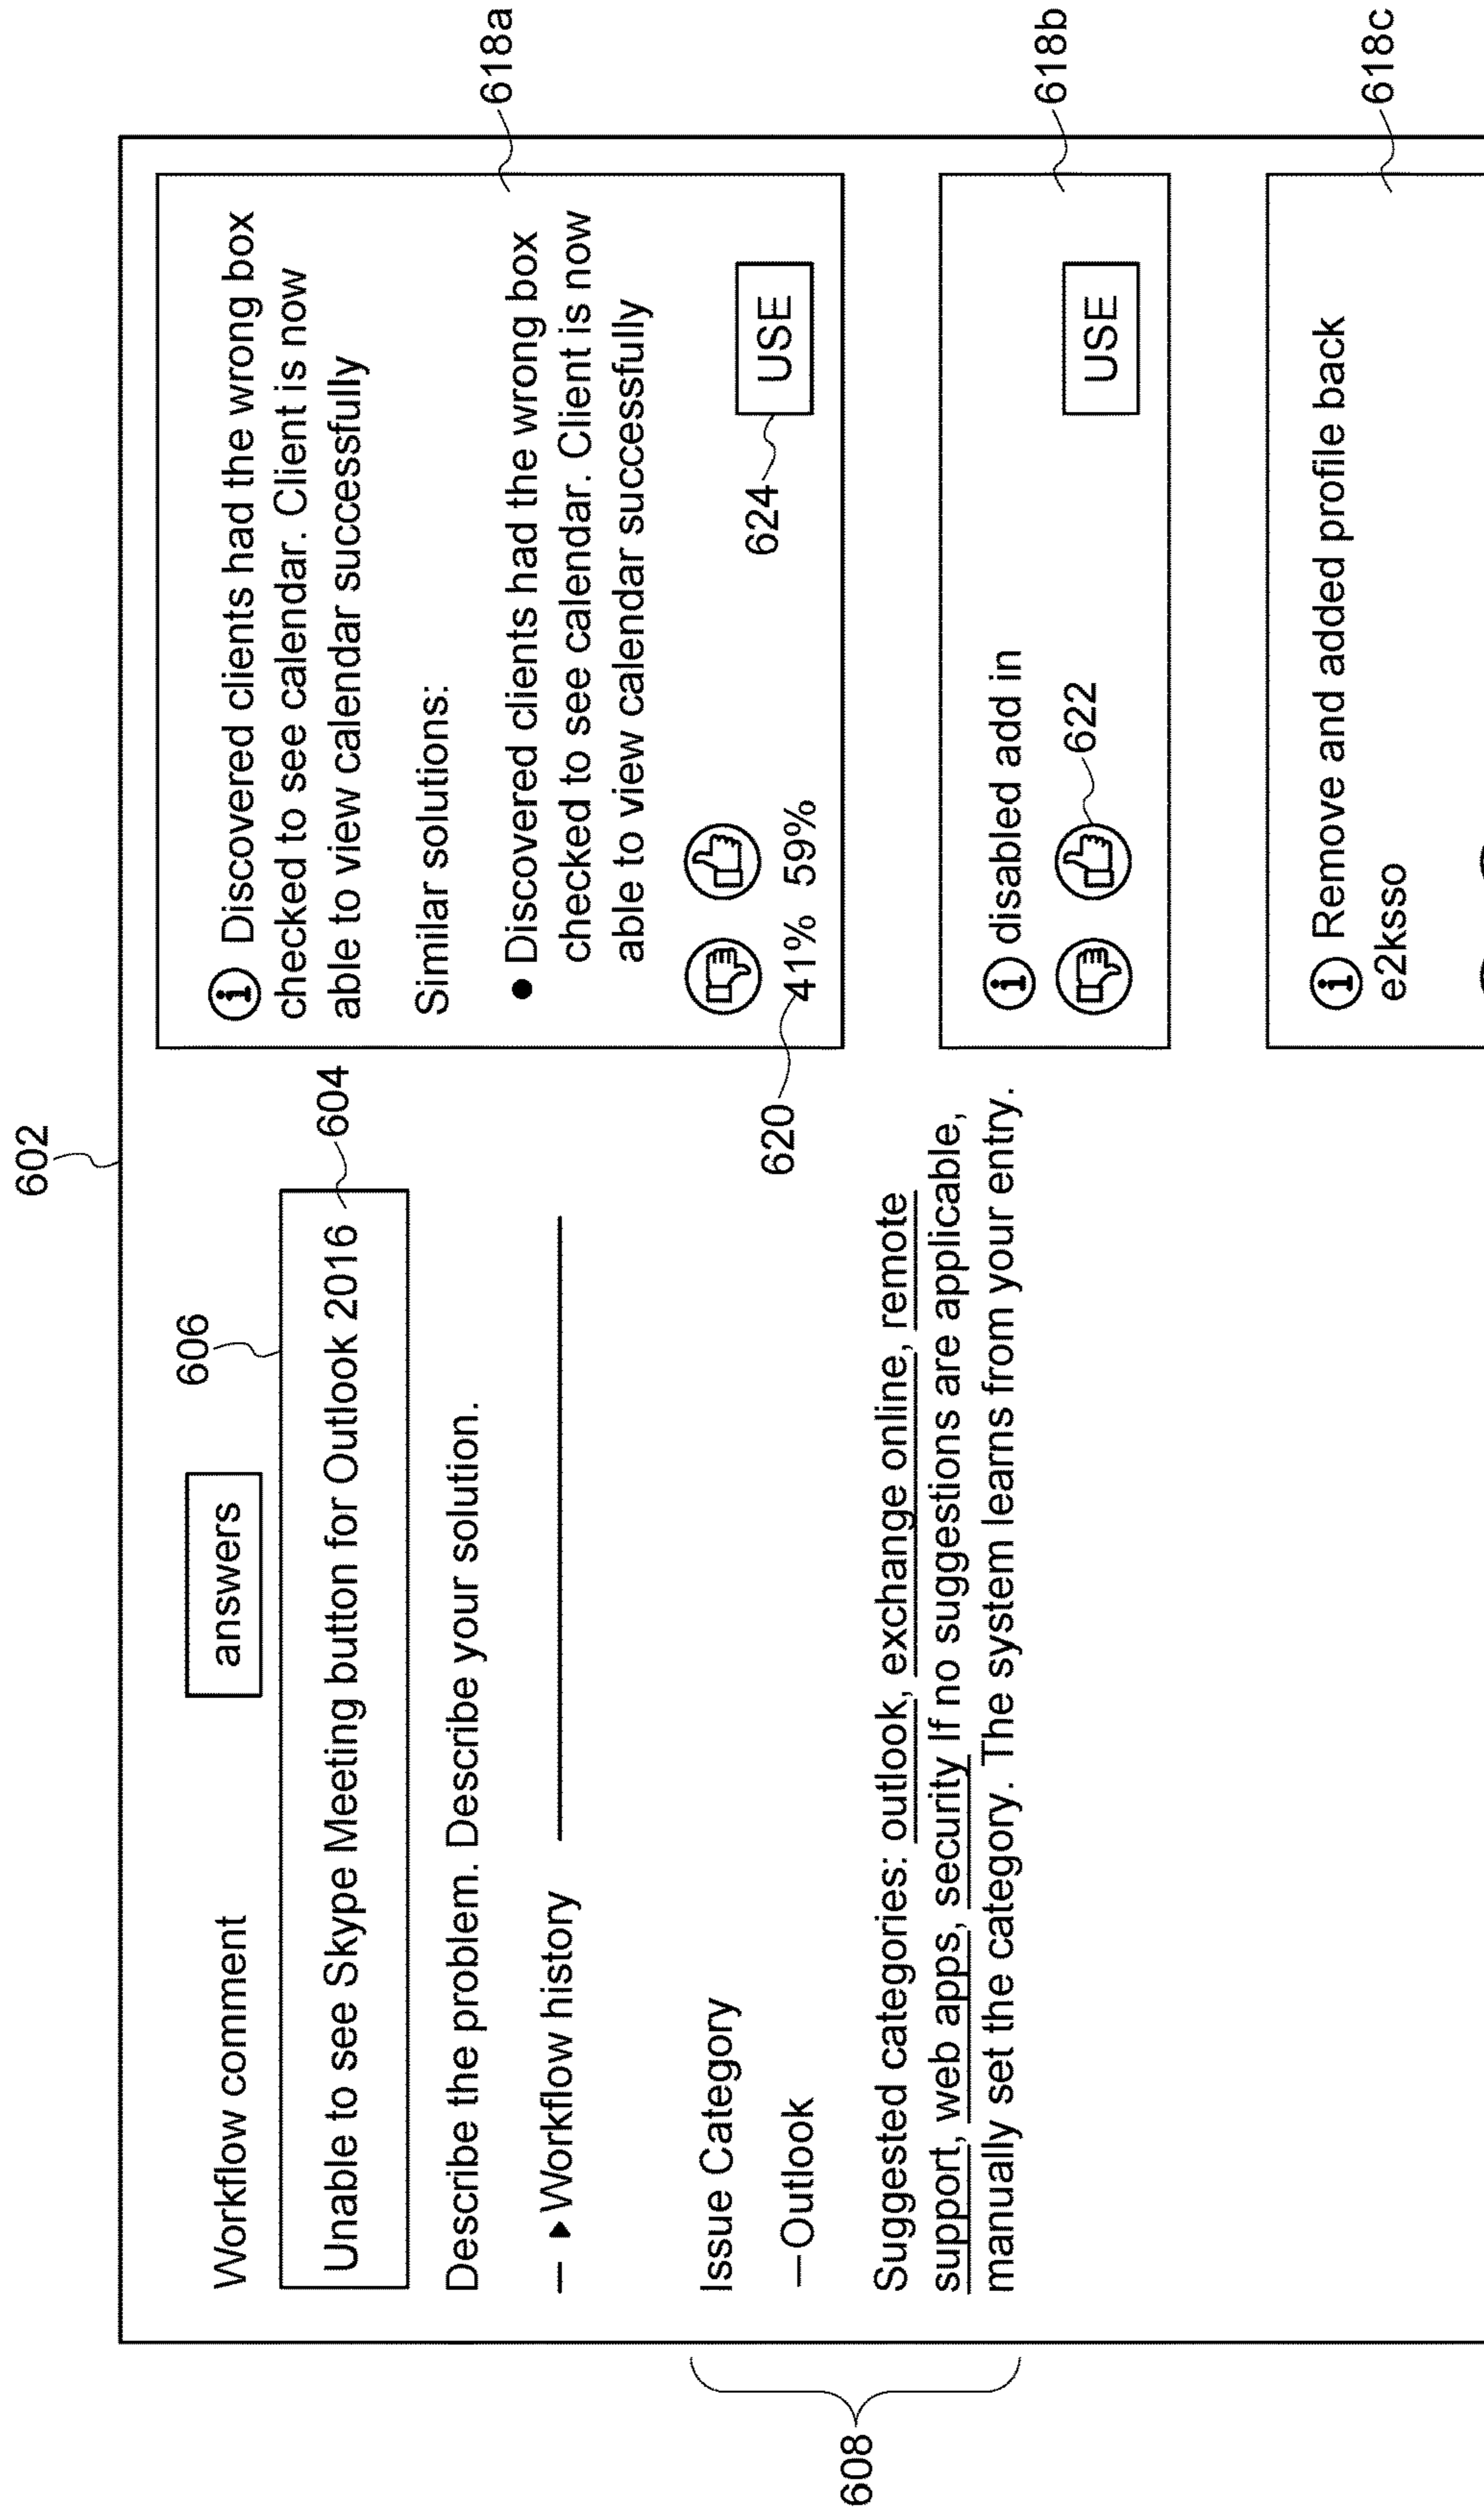 602
Workflow comment
answers
606
Unable to see Skype Meeting button for Outlook 2016
604
Describe the problem. Describe your solution.
Workflow history
608
Issue Category
Outlook
Suggested categories: outlook, exchange online, remote
support, web apps, security If no suggestions are applicable,
manually set the category. The system learns from your entry.
618a
Discovered clients had the wrong box
checked to see calendar. Client is now
able to view calendar successfully
Similar solutions:
• Discovered clients had the wrong box
checked to see calendar. Client is now
able to view calendar successfully
620
41% 59%
624
USE
618b
disabled add in
622
USE
618c
Remove and added profile back
e2ksso